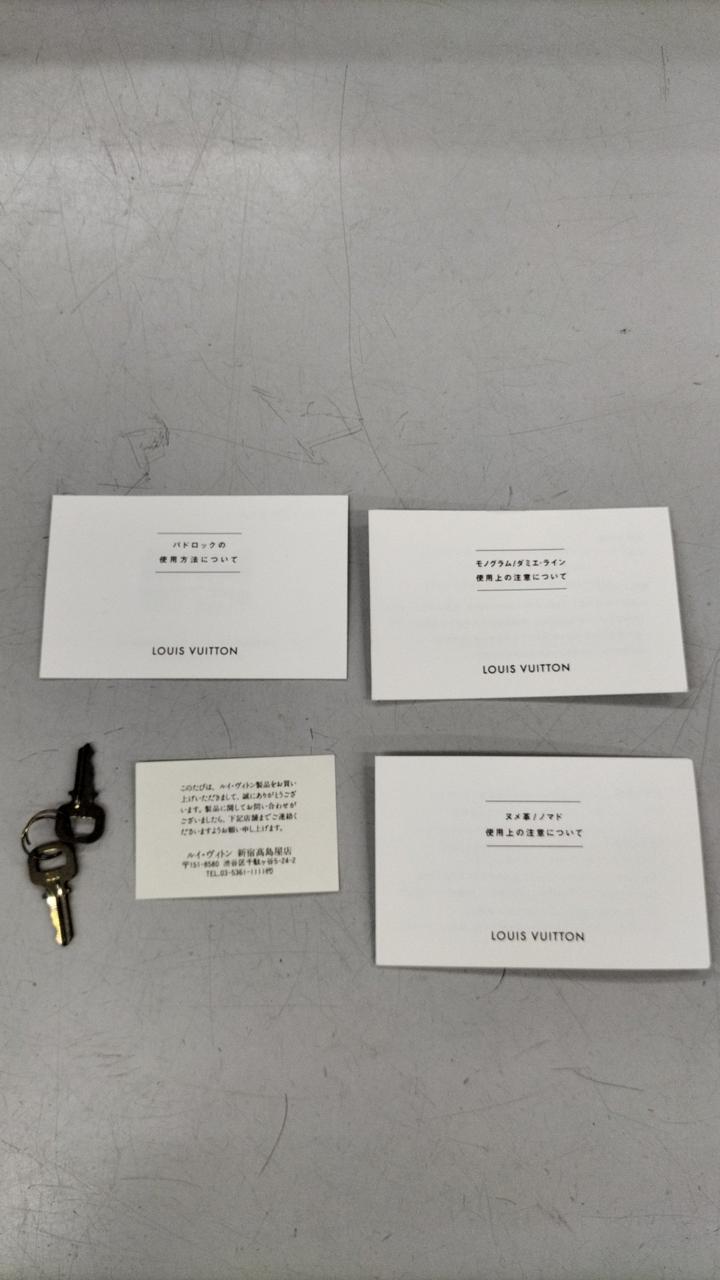 パドロックの
使用方法について
LOUIS VUITTON
モノグラム/ダミエ・ライン
使用上の注意について
LOUIS VUITTON
このたびは、ルイ・ヴィトン製品をお買い
上げいただきまして、誠にありがとうござ
います。製品に関してお問い合わせが
ございましたら、下記店舗までご連絡く
ださいますようお願い申し上げます。
ルイ・ヴィトン 新宿髙島屋店
〒151-8580 渋谷区千駄ヶ谷5-24-2
TEL.03-5361-1111㈹
ヌメ革/ノマド
使用上の注意について
LOUIS VUITTON